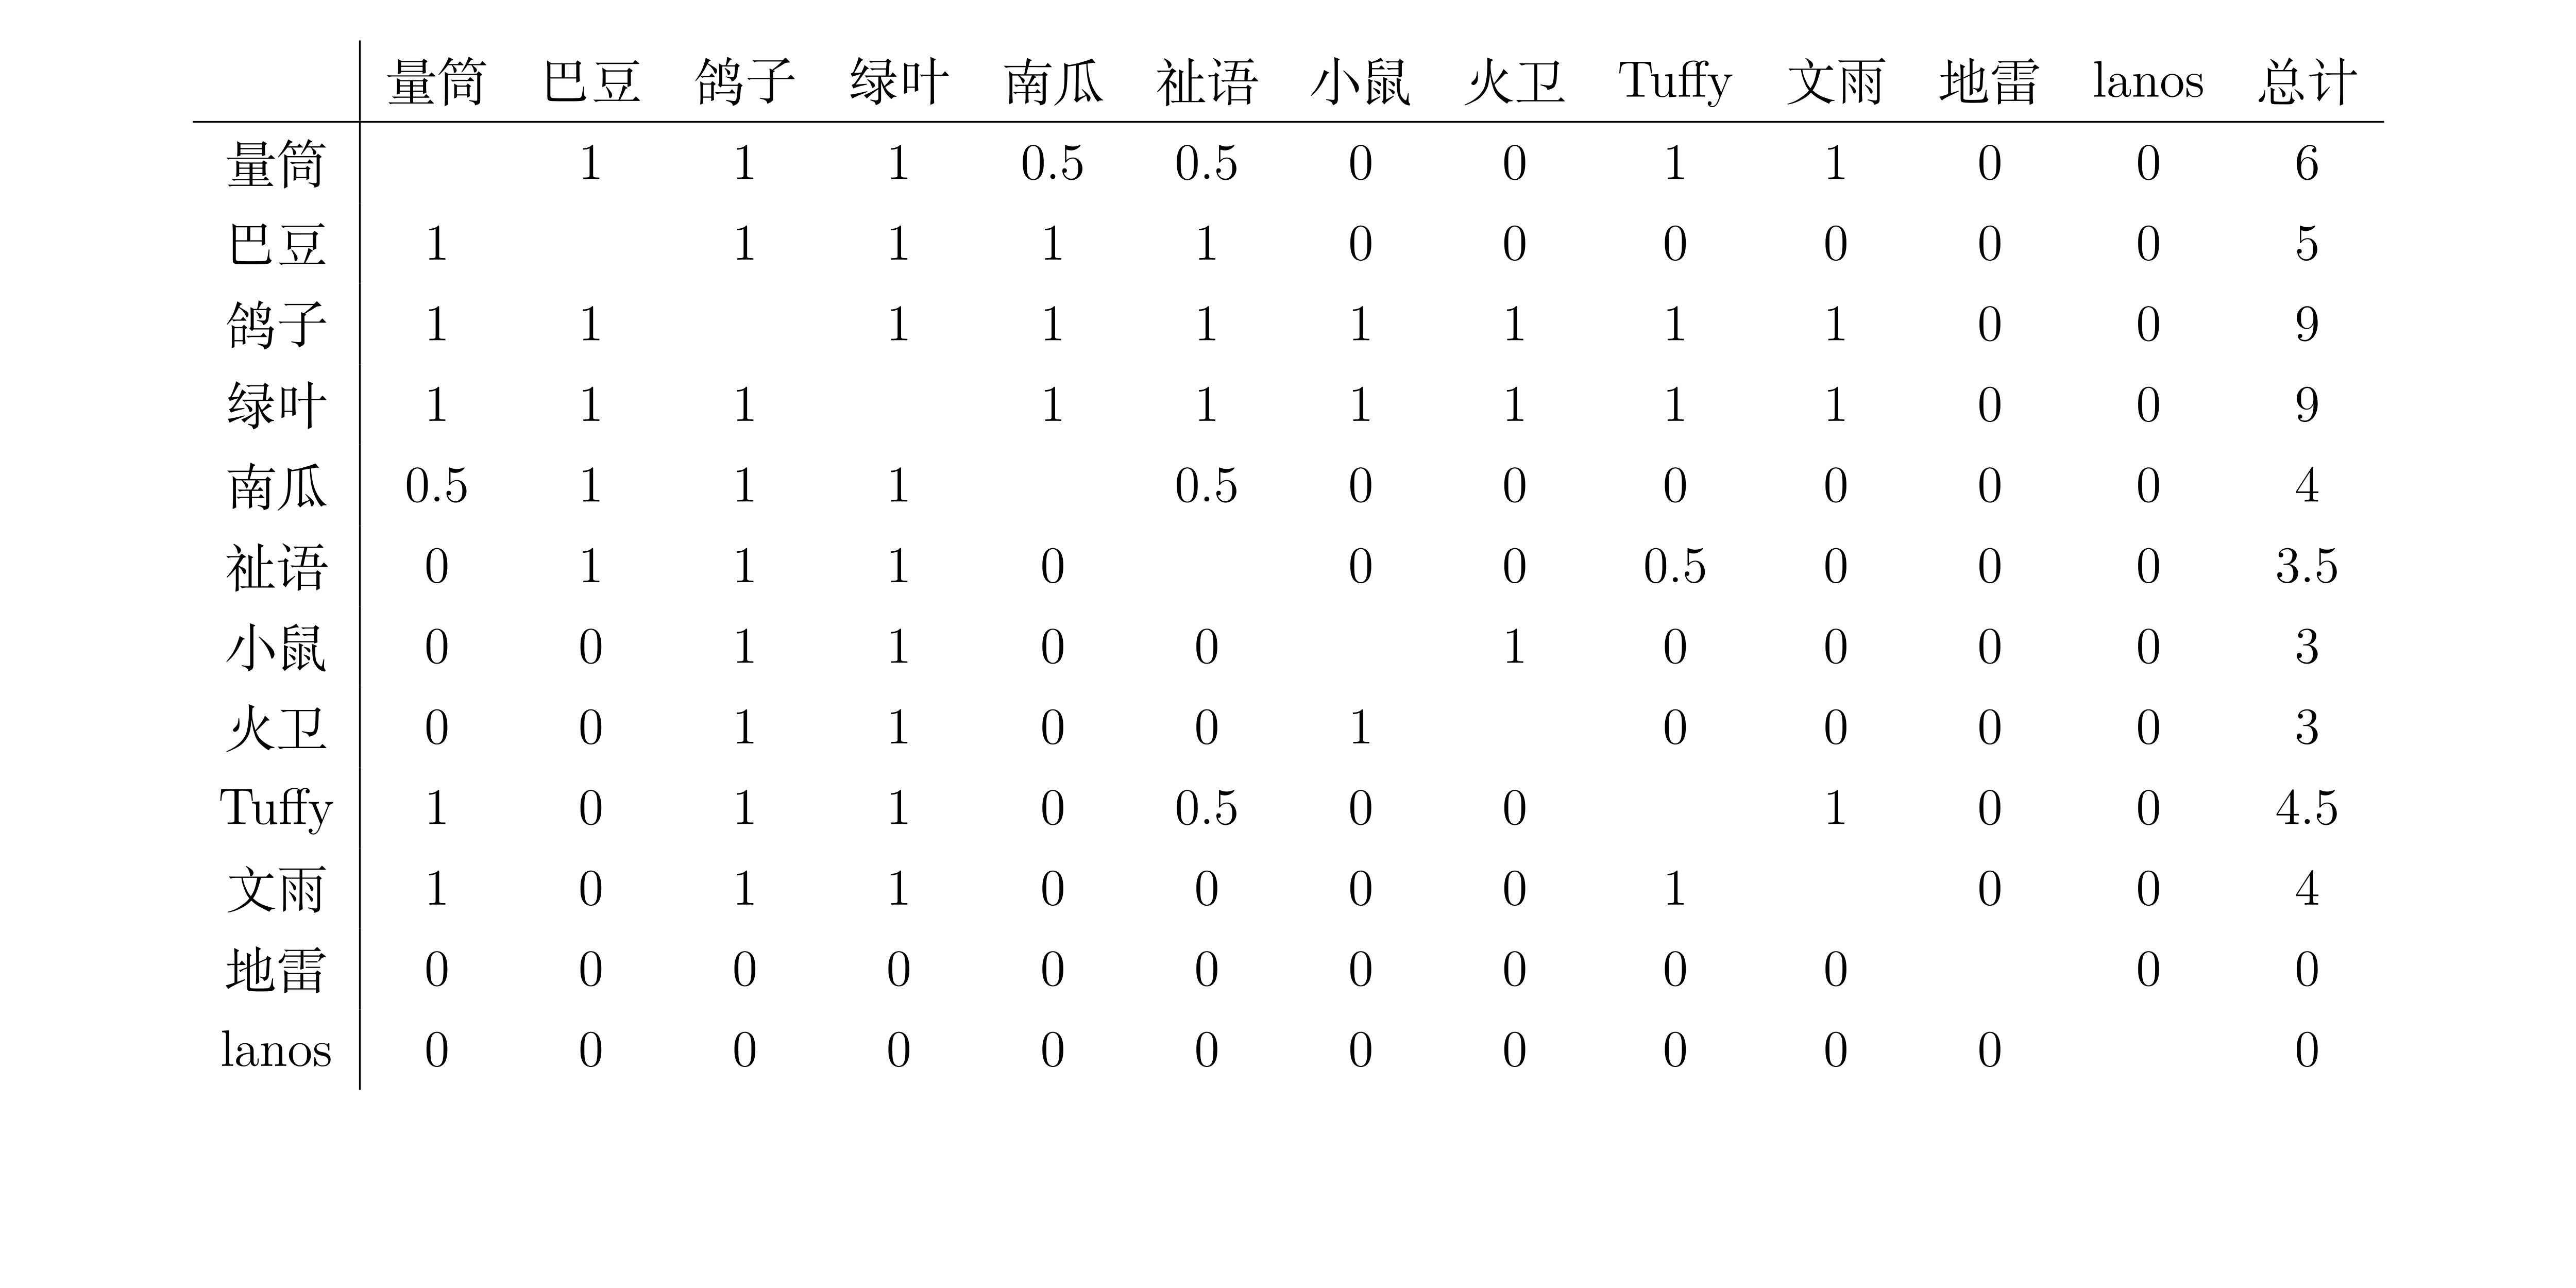 量筒 巴豆 鸽子 绿叶 南瓜 祉语 小鼠 火卫 Tuffy 文雨 地雷 lanos 总计
量筒 1 1 1 0.5 0.5 0 0 1 1 0 0 6
巴豆 1 1 1 1 1 0 0 0 0 0 0 5
鸽子 1 1 1 1 1 1 1 1 1 0 0 9
绿叶 1 1 1 1 1 1 1 1 1 0 0 9
南瓜 0.5 1 1 1 0.5 0 0 0 0 0 0 4
祉语 0 1 1 1 0 0 0 0.5 0 0 0 3.5
小鼠 0 0 1 1 0 0 1 0 0 0 0 3
火卫 0 0 1 1 0 0 1 0 0 0 0 3
Tuffy 1 0 1 1 0 0.5 0 0 1 0 0 4.5
文雨 1 0 1 1 0 0 0 0 1 0 0 4
地雷 0 0 0 0 0 0 0 0 0 0 0 0
lanos 0 0 0 0 0 0 0 0 0 0 0 0